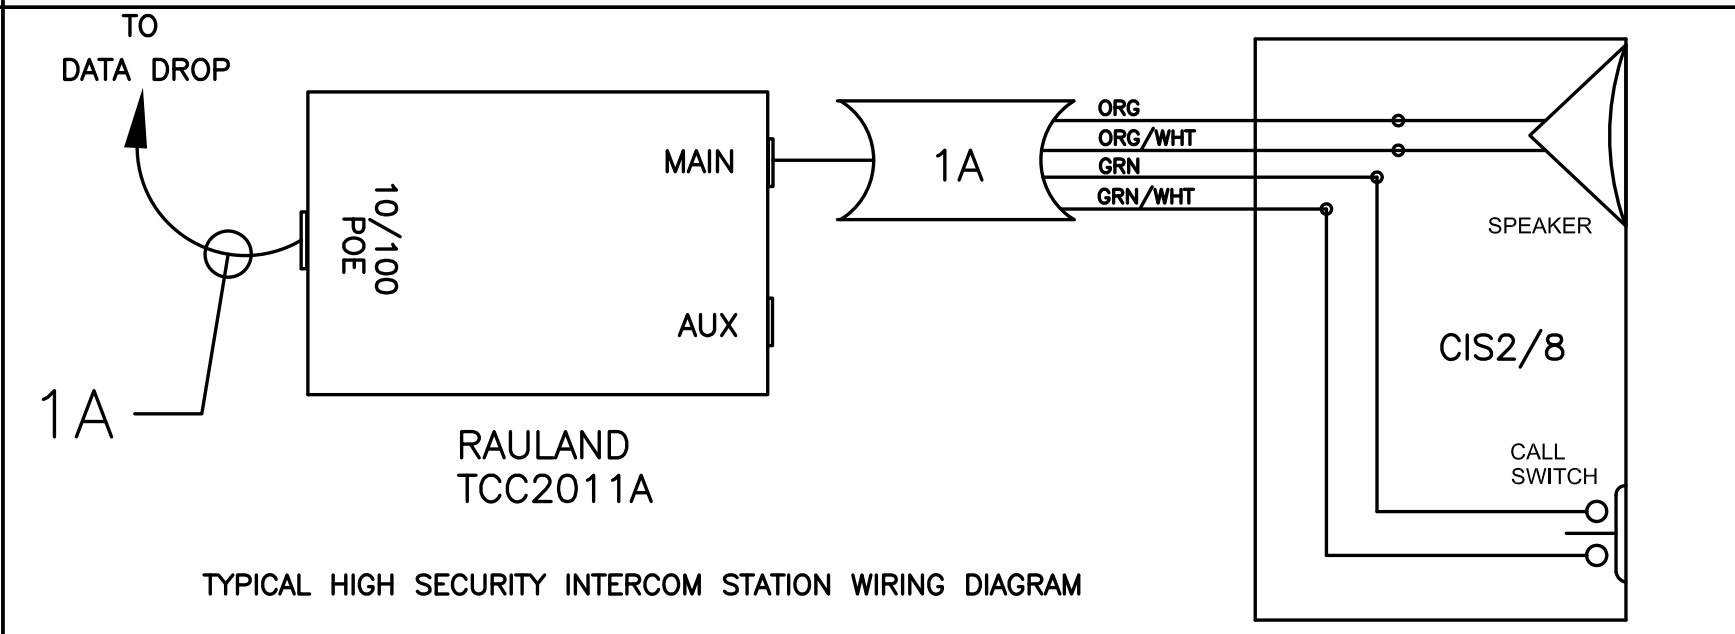 TO
DATA DROP
1A
10/100
POE
MAIN
AUX
RAULAND
TCC2011A
1A
ORG
ORG/WHT
GRN
GRN/WHT
SPEAKER
CIS2/8
CALL
SWITCH
TYPICAL HIGH SECURITY INTERCOM STATION WIRING DIAGRAM